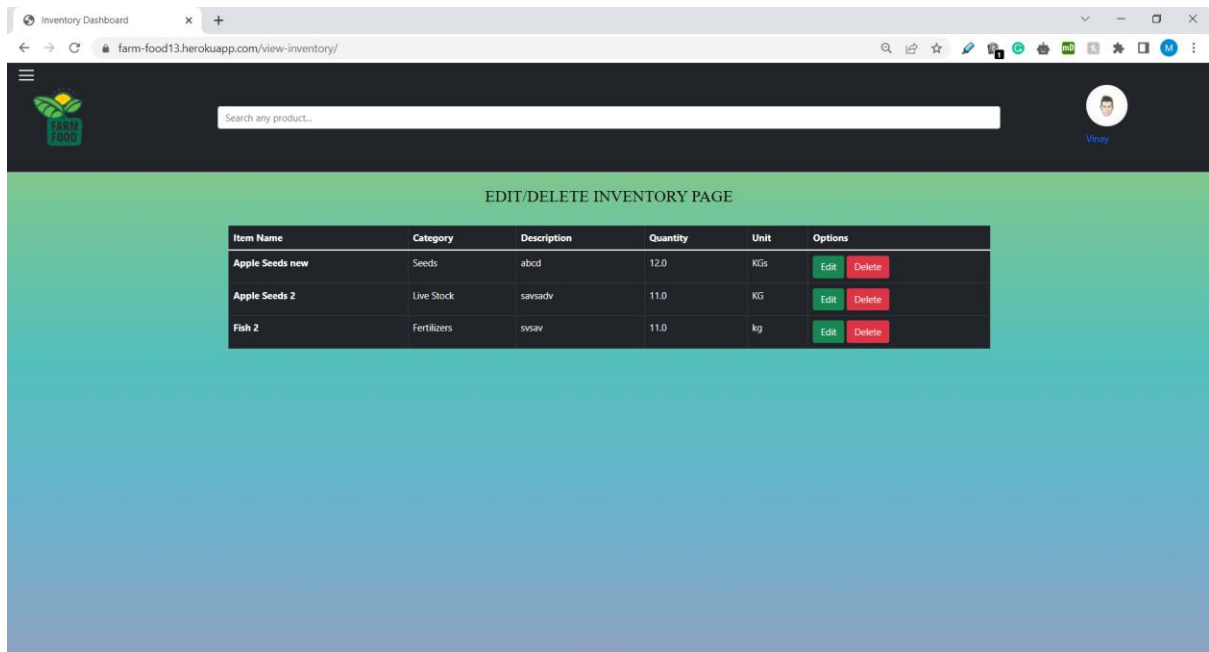 Inventory Dashboard
farm-food13.herokuapp.com/view-inventory/
1 mD M
FARM
FOOD
Search any product...
Vinay
EDIT/DELETE INVENTORY PAGE
Item Name Category Description Quantity Unit Options
Apple Seeds new Seeds abcd 12.0 KGs Edit Delete
Apple Seeds 2 Live Stock savsadv 11.0 KG Edit Delete
Fish 2 Fertilizers svsav 11.0 kg Edit Delete